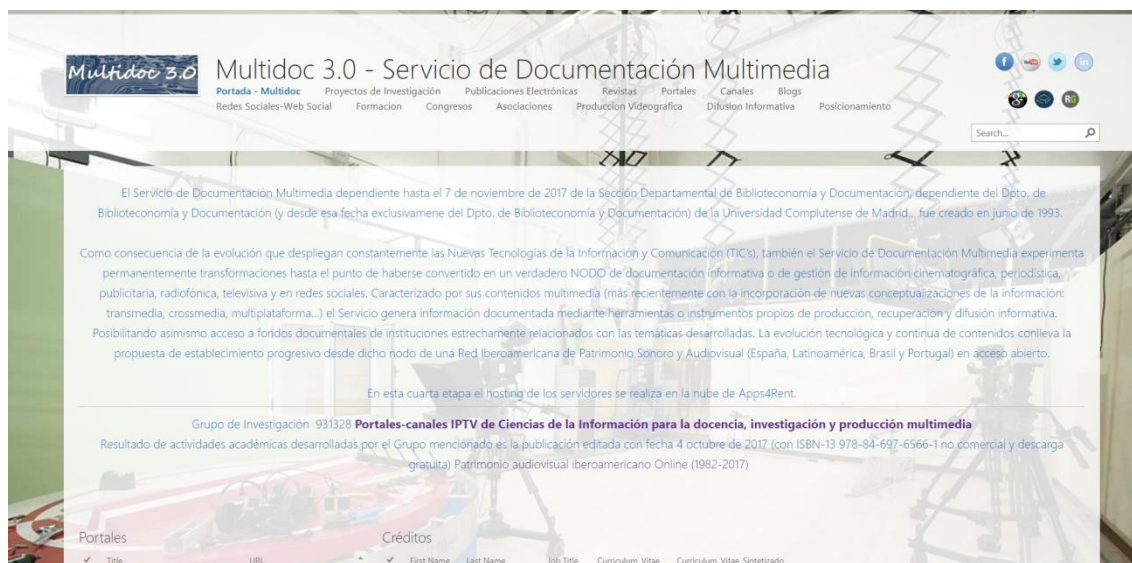 Multidoc 3.0
Multidoc 3.0 - Servicio de Documentación Multimedia
Portada - Multidoc Proyectos de Investigación Publicaciones Electrónicas Revistas Portales Canales Blogs
Redes Sociales-Web Social Formacion Congresos Asociaciones Produccion Videografica Difusion Informativa Posicionamiento
f in
g+ RG
Search...
El Servicio de Documentación Multimedia dependiente hasta el 7 de noviembre de 2017 de la Sección Departamental de Biblioteconomía y Documentación, dependiente del Dpto. de
Biblioteconomía y Documentación (y desde esa fecha exclusivamene del Dpto. de Biblioteconomía y Documentación) de la Universidad Complutense de Madrid... fue creado en junio de 1993.
Como consecuencia de la evolución que despliegan constantemente las Nuevas Tecnologías de la Información y Comunicación (TIC's), también el Servicio de Documentación Multimedia experimenta
permanentemente transformaciones hasta el punto de haberse convertido en un verdadero NODO de documentación informativa o de gestión de información cinematográfica, periodística,
publicitaria, radiofónica, televisiva y en redes sociales. Caracterizado por sus contenidos multimedia (más recientemente con la incorporación de nuevas conceptualizaciones de la información:
transmedia, crossmedia, multiplataforma...) el Servicio genera información documentada mediante herramientas o instrumentos propios de producción, recuperación y difusión informativa.
Posibilitando asimismo acceso a fondos documentales de instituciones estrechamente relacionados con las temáticas desarrolladas. La evolución tecnológica y continua de contenidos conlleva la
propuesta de establecimiento progresivo desde dicho nodo de una Red Iberoamericana de Patrimonio Sonoro y Audiovisual (España, Latinoamérica, Brasil y Portugal) en acceso abierto.
En esta cuarta etapa el hosting de los servidores se realiza en la nube de Apps4Rent.
Grupo de Investigación 931328 Portales-canales IPTV de Ciencias de la Información para la docencia, investigación y producción multimedia
Resultado de actividades académicas desarrolladas por el Grupo mencionado es la publicación editada con fecha 4 octubre de 2017 (con ISBN-13 978-84-697-6566-1 no comercial y descarga
gratuita) Patrimonio audiovisual iberoamericano Online (1982-2017)
Portales Créditos
Title URL First Name Last Name Job Title Curriculum Vitae Curriculum Vitae Sintetizado